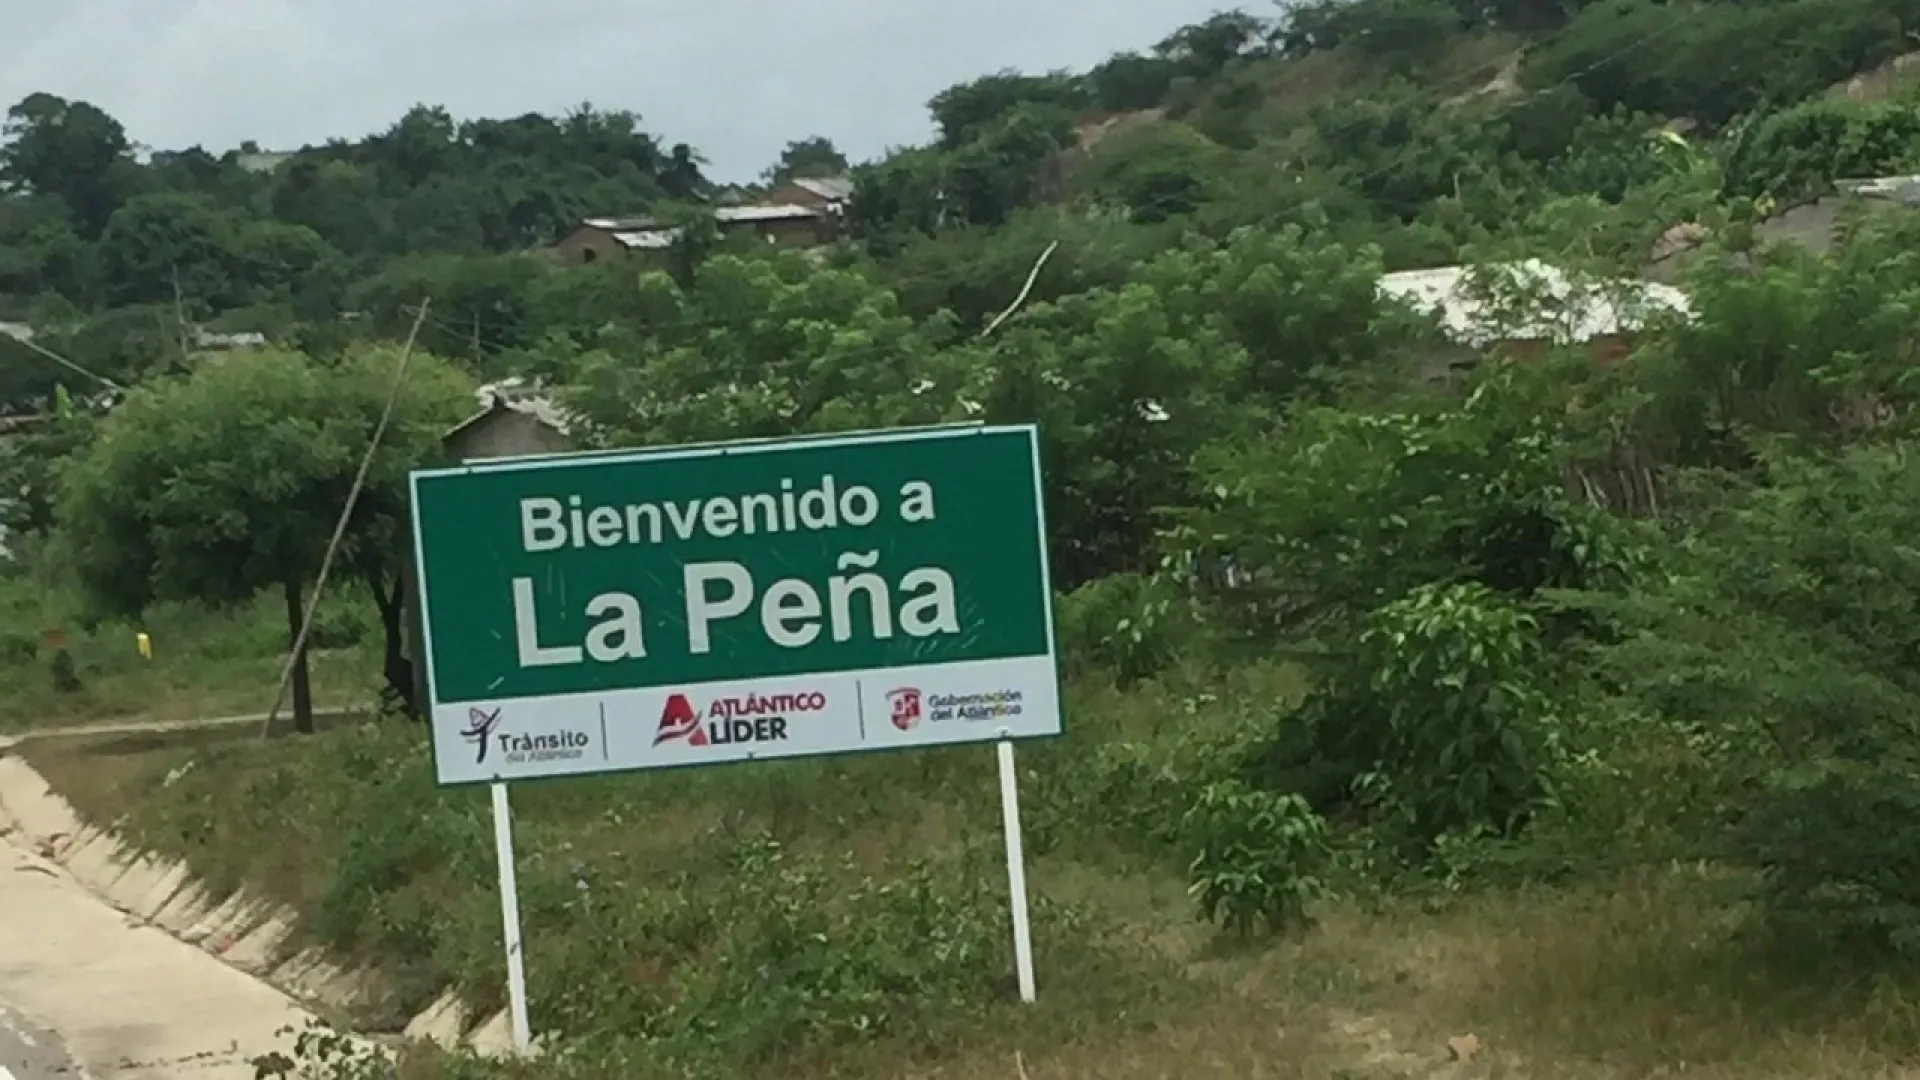 Bienvenido a
La Peña
Tránsito
del Atlántico
ATLÁNTICO
LÍDER
Gobernación
del Atlántico